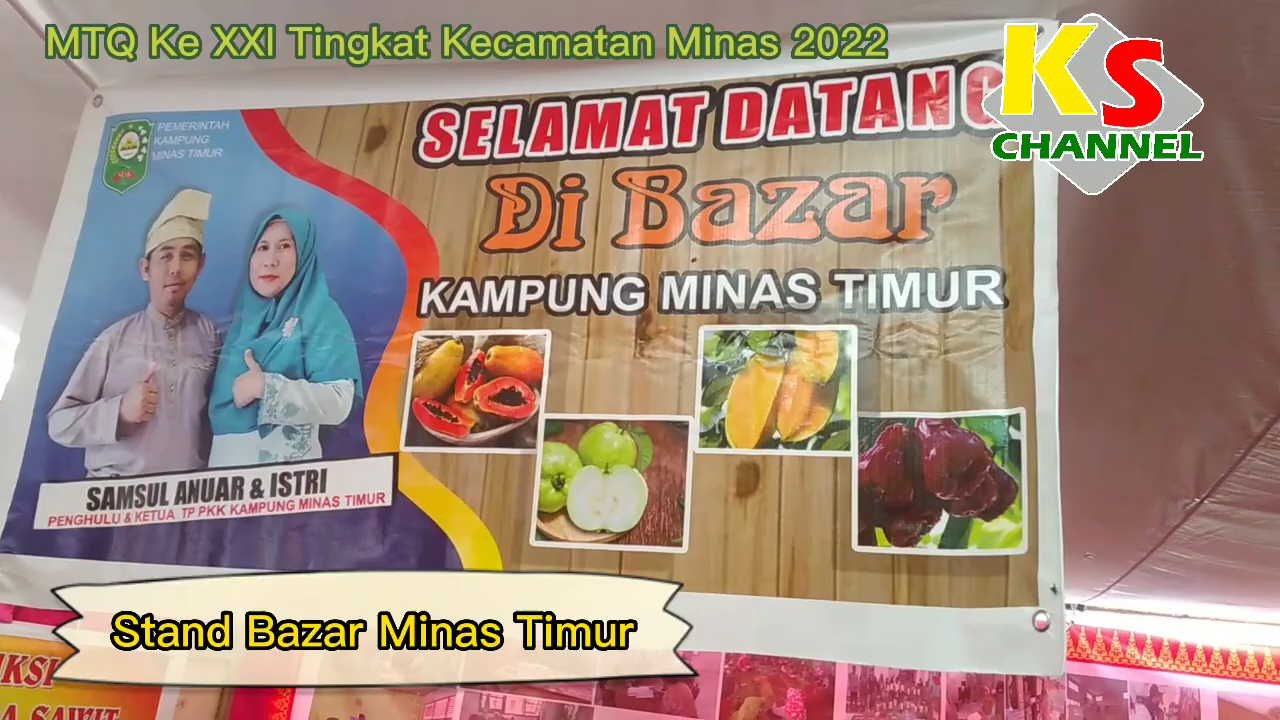 MTQ Ke XXI Tingkat Kecamatan Minas 2022
KS
CHANNEL
PEMERINTAH
KAMPUNG
MINAS TIMUR
SELAMAT DATANG
Di Bazar
KAMPUNG MINAS TIMUR
SAMSUL ANUAR & ISTRI
PENGHULU & KETUA TP PKK KAMPUNG MINAS TIMUR
Stand Bazar Minas Timur
SAWIT